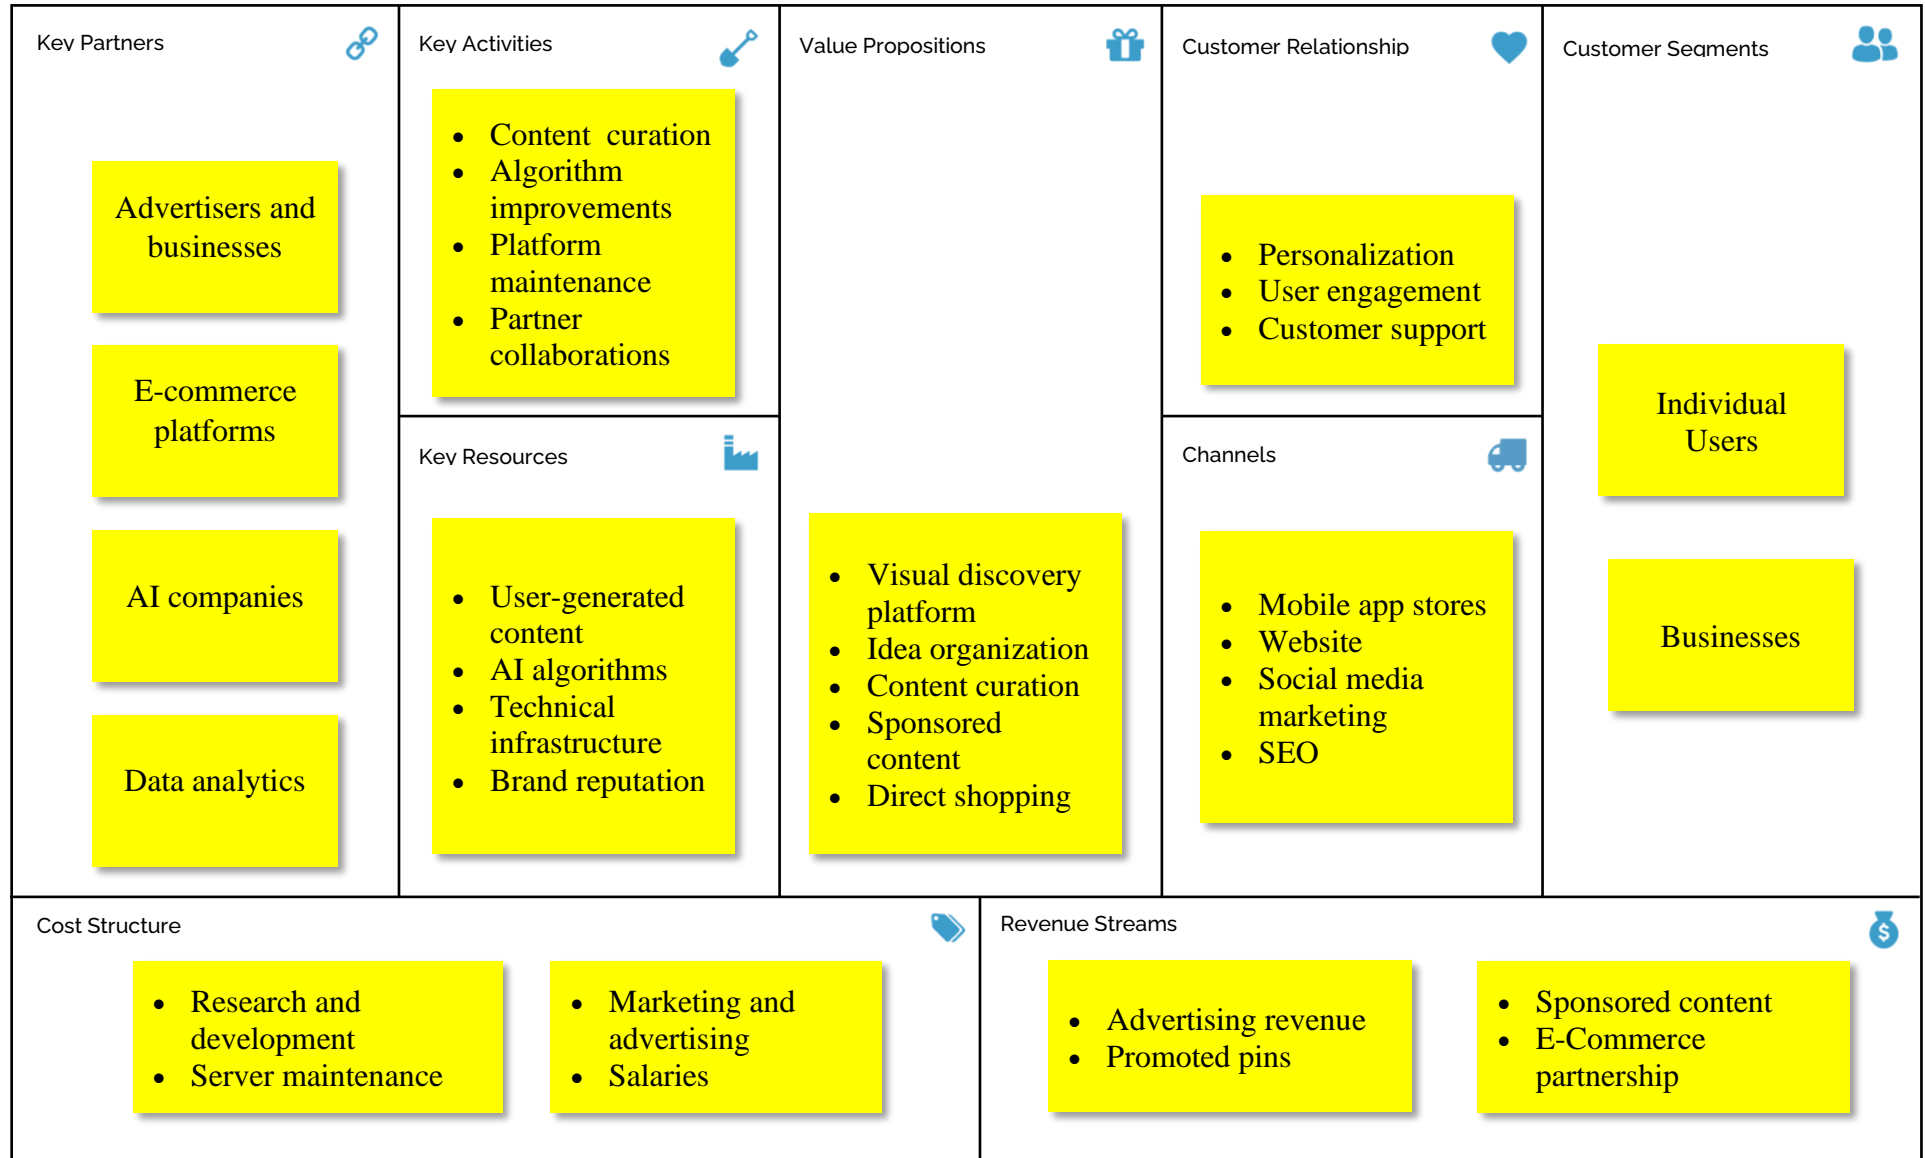 Key Partners
Advertisers and
businesses
E-commerce
platforms
AI companies
Data analytics
Key Activities
• Content  curation
• Algorithm
improvements
• Platform
maintenance
• Partner
collaborations
Key Resources
• User-generated
content
• AI algorithms
• Technical
infrastructure
• Brand reputation
Value Propositions
• Visual discovery
platform
• Idea organization
• Content curation
• Sponsored
content
• Direct shopping
Customer Relationship
• Personalization
• User engagement
• Customer support
Channels
• Mobile app stores
• Website
• Social media
marketing
• SEO
Customer Segments
Individual
Users
Businesses
Cost Structure
• Research and
development
• Server maintenance
• Marketing and
advertising
• Salaries
Revenue Streams
• Advertising revenue
• Promoted pins
• Sponsored content
• E-Commerce
partnership